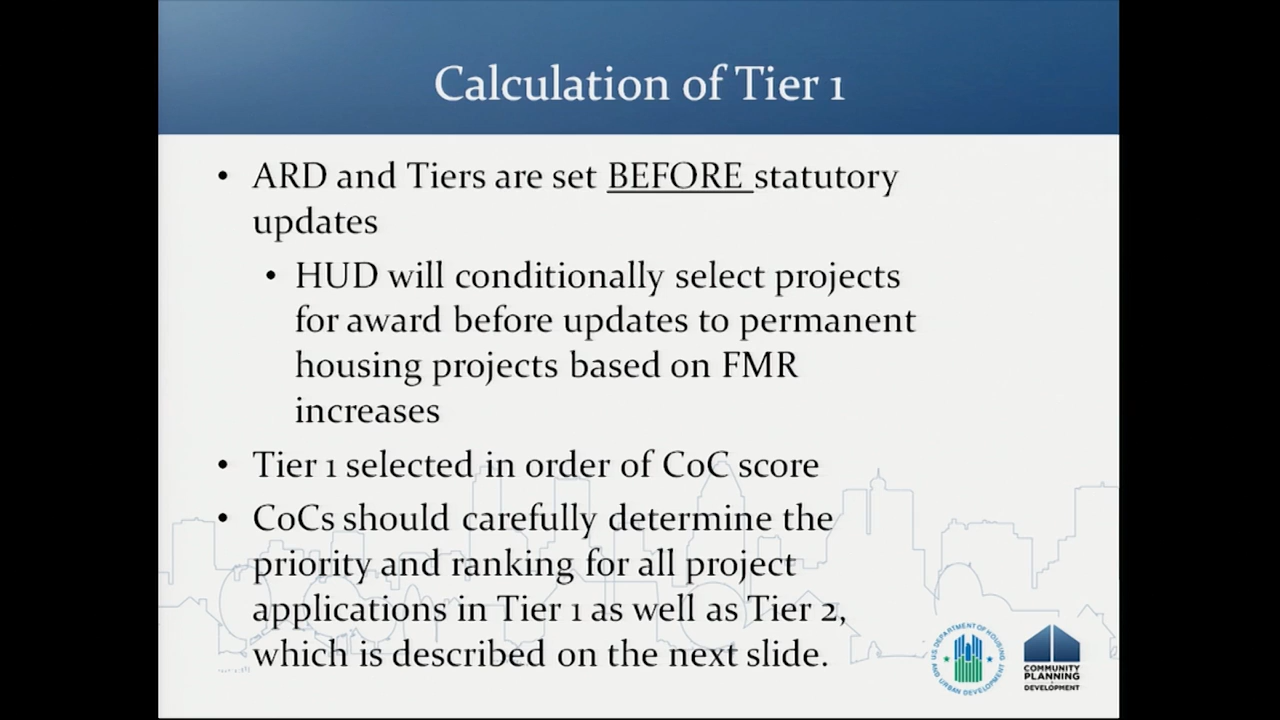 Calculation of Tier 1
• ARD and Tiers are set BEFORE statutory
updates
• HUD will conditionally select projects
for award before updates to permanent
housing projects based on FMR
increases
• Tier 1 selected in order of CoC score
• CoCs should carefully determine the
priority and ranking for all project
applications in Tier 1 as well as Tier 2,
which is described on the next slide.
U.S. DEPARTMENT OF HOUSING
AND URBAN DEVELOPMENT
COMMUNITY
PLANNING
DEVELOPMENT